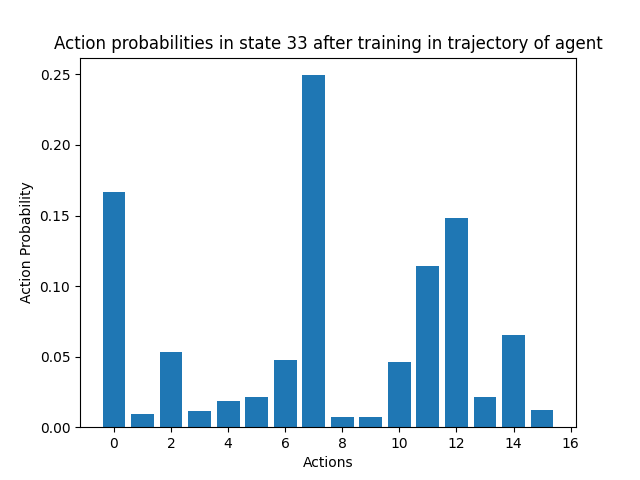 Action probabilities in state 33 after training in trajectory of agent
0.25
0.20
0.15
0.10
0.05
0.00
Action Probability
0 2 4 6 8 10 12 14 16
Actions